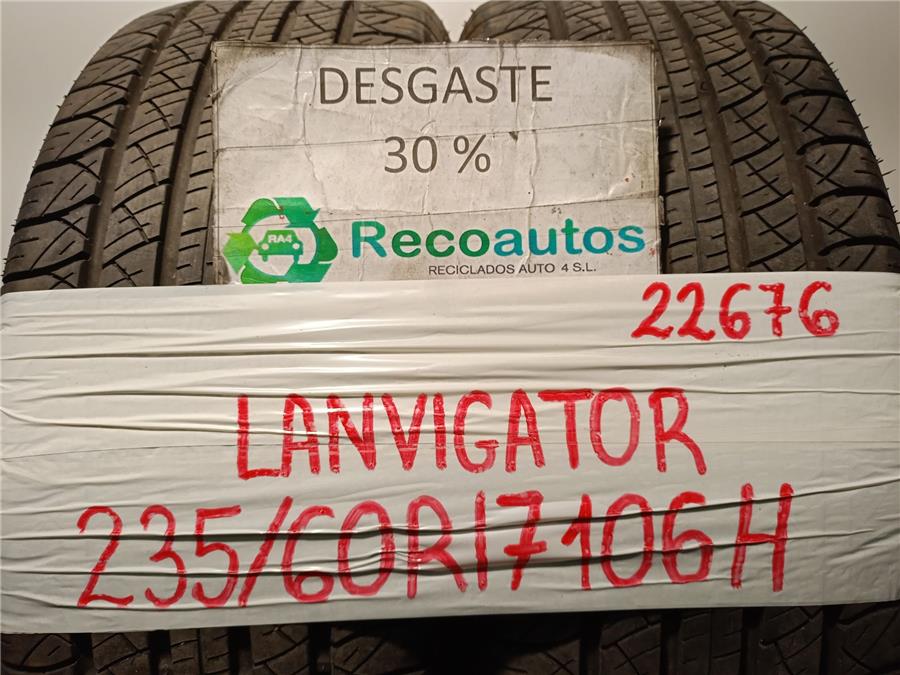 DESGASTE
30 %
RA4
Recoautos
RECICLADOS AUTO 4 S.L.
22676
LANVIGATOR
235/60R17 106H